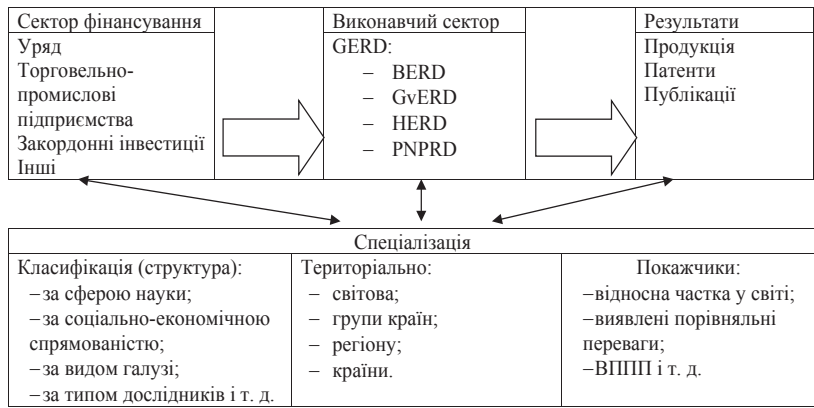 Сектор фінансування
Уряд
Торговельно-
промислові
підприємства
Закордонні інвестиції
Інші
Виконавчий сектор
GERD:
– BERD
– GvERD
– HERD
– PNPRD
Результати
Продукція
Патенти
Публікації
Спеціалізація
Класифікація (структура):
–за сферою науки;
–за соціально-економічною
спрямованістю;
–за видом галузі;
–за типом дослідників і т. д.
Територіально:
– світова;
– групи країн;
– регіону;
– країни.
Покажчики:
–відносна частка у світі;
–виявлені порівняльні
переваги;
–ВППП і т. д.